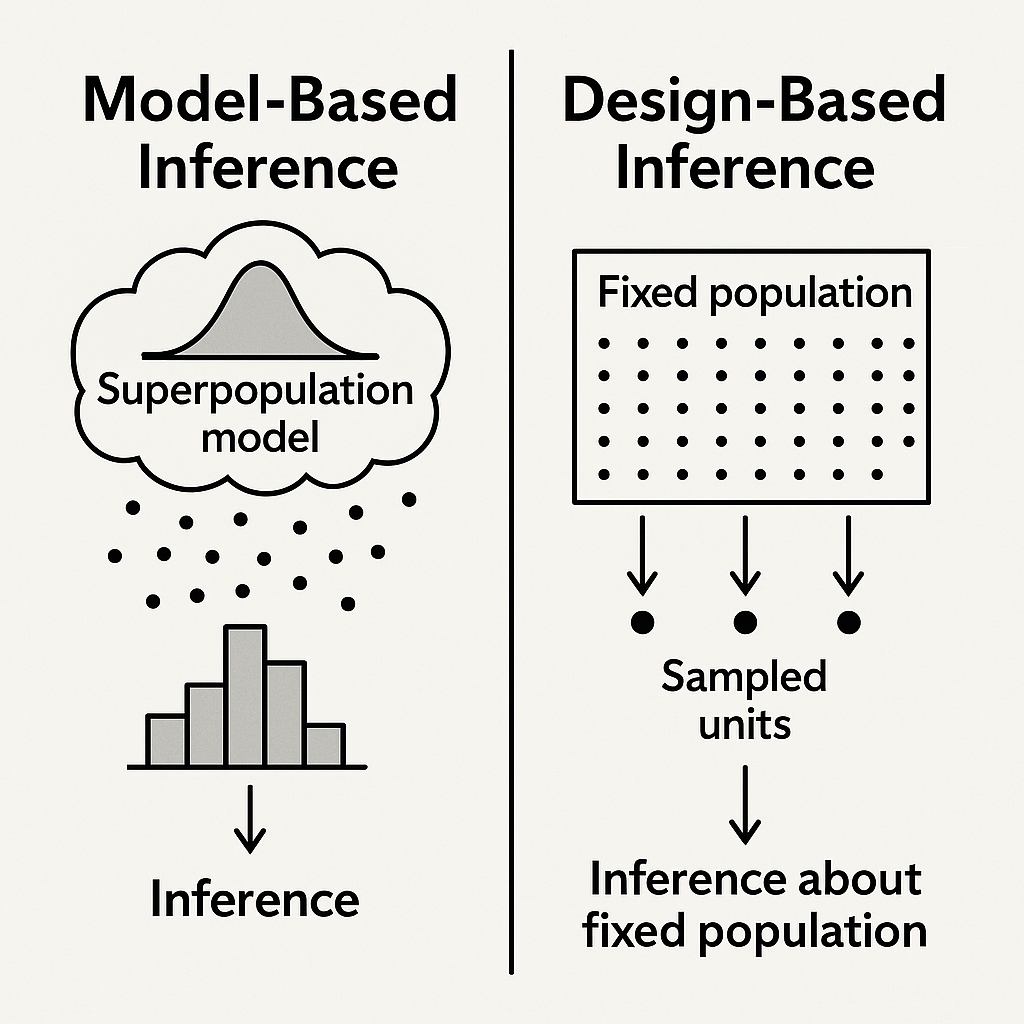 Model-Based
Inference
Superpopulation
model
Inference
Design-Based
Inference
Fixed population
Sampled
units
Inference about
fixed population